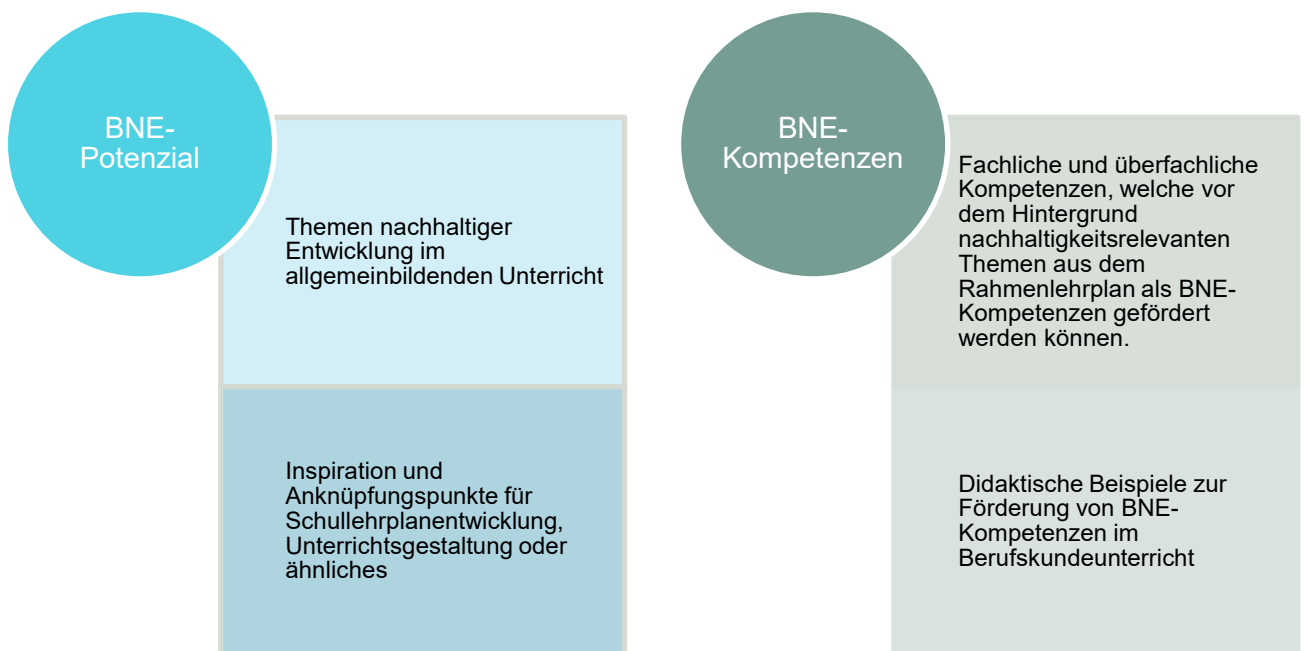 BNE-
Potenzial
Themen nachhaltiger
Entwicklung im
allgemeinbildenden Unterricht
Inspiration und
Anknüpfungspunkte für
Schullehrplanentwicklung,
Unterrichtsgestaltung oder
ähnliches
BNE-
Kompetenzen
Fachliche und überfachliche
Kompetenzen, welche vor
dem Hintergrund
nachhaltigkeitsrelevanten
Themen aus dem
Rahmenlehrplan als BNE-
Kompetenzen gefördert
werden können.
Didaktische Beispiele zur
Förderung von BNE-
Kompetenzen im
Berufskundeunterricht